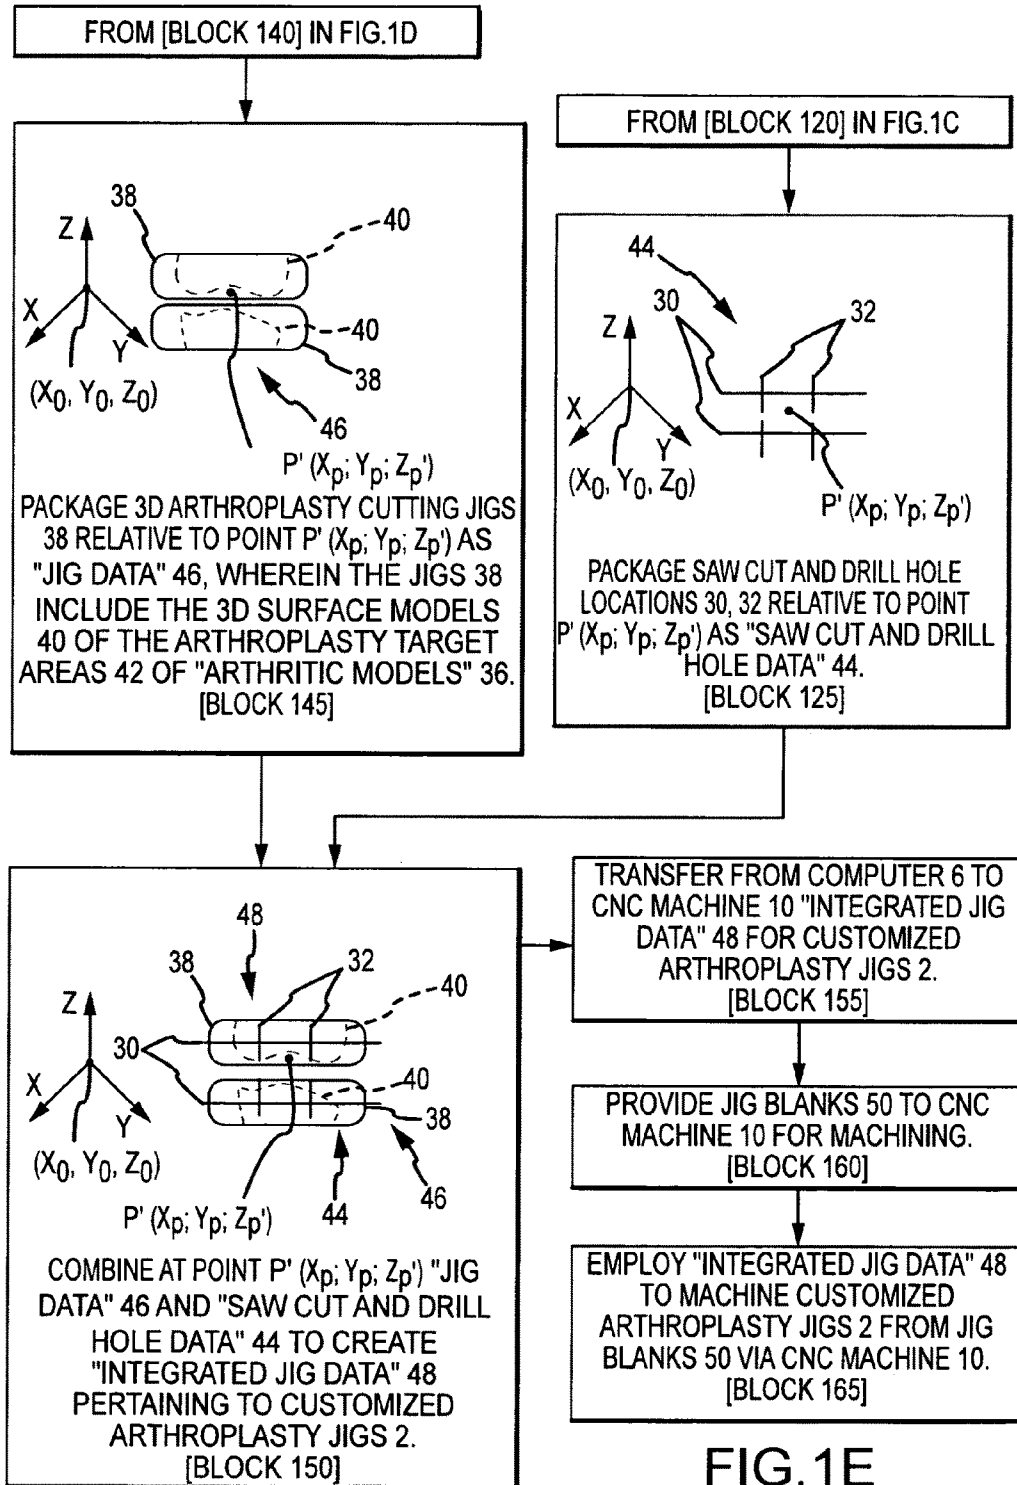 FROM [BLOCK 140] IN FIG.1D
38
40
Z
X
Y
(X0, Y0, Z0)
40
38
46
P' (Xp; Yp; Zp')
PACKAGE 3D ARTHROPLASTY CUTTING JIGS
38 RELATIVE TO POINT P' (Xp; Yp; Zp') AS
"JIG DATA" 46, WHEREIN THE JIGS 38
INCLUDE THE 3D SURFACE MODELS
40 OF THE ARTHROPLASTY TARGET
AREAS 42 OF "ARTHRITIC MODELS" 36.
[BLOCK 145]
FROM [BLOCK 120] IN FIG.1C
44
30
32
Z
X
Y
(X0, Y0, Z0)
P' (Xp; Yp; Zp')
PACKAGE SAW CUT AND DRILL HOLE
LOCATIONS 30, 32 RELATIVE TO POINT
P' (Xp; Yp; Zp') AS "SAW CUT AND DRILL
HOLE DATA" 44.
[BLOCK 125]
48
38
32
40
Z
30
X
Y
40
38
(X0, Y0, Z0)
P' (Xp; Yp; Zp')
44
46
COMBINE AT POINT P' (Xp; Yp; Zp') "JIG
DATA" 46 AND "SAW CUT AND DRILL
HOLE DATA" 44 TO CREATE
"INTEGRATED JIG DATA" 48
PERTAINING TO CUSTOMIZED
ARTHROPLASTY JIGS 2.
[BLOCK 150]
TRANSFER FROM COMPUTER 6 TO
CNC MACHINE 10 "INTEGRATED JIG
DATA" 48 FOR CUSTOMIZED
ARTHROPLASTY JIGS 2.
[BLOCK 155]
PROVIDE JIG BLANKS 50 TO CNC
MACHINE 10 FOR MACHINING.
[BLOCK 160]
EMPLOY "INTEGRATED JIG DATA" 48
TO MACHINE CUSTOMIZED
ARTHROPLASTY JIGS 2 FROM JIG
BLANKS 50 VIA CNC MACHINE 10.
[BLOCK 165]
FIG.1E